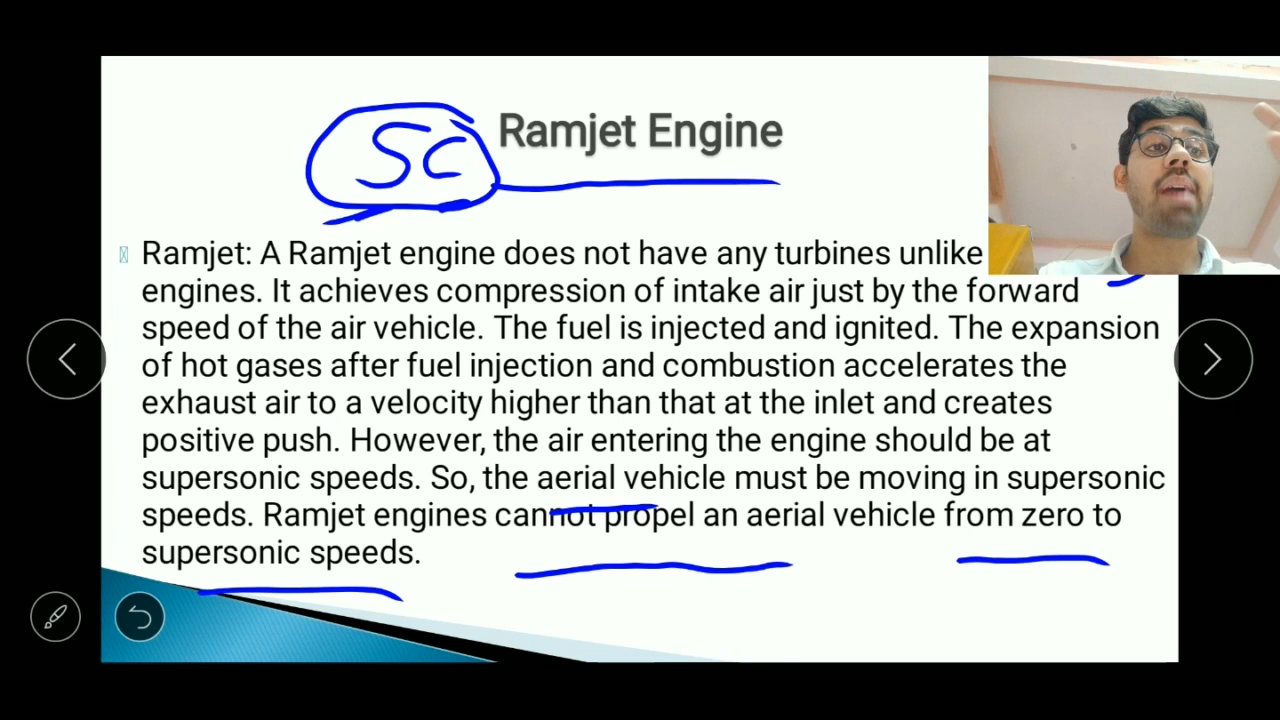 SC Ramjet Engine
Ramjet: A Ramjet engine does not have any turbines unlike
engines. It achieves compression of intake air just by the forward
speed of the air vehicle. The fuel is injected and ignited. The expansion
of hot gases after fuel injection and combustion accelerates the
exhaust air to a velocity higher than that at the inlet and creates
positive push. However, the air entering the engine should be at
supersonic speeds. So, the aerial vehicle must be moving in supersonic
speeds. Ramjet engines cannot propel an aerial vehicle from zero to
supersonic speeds.